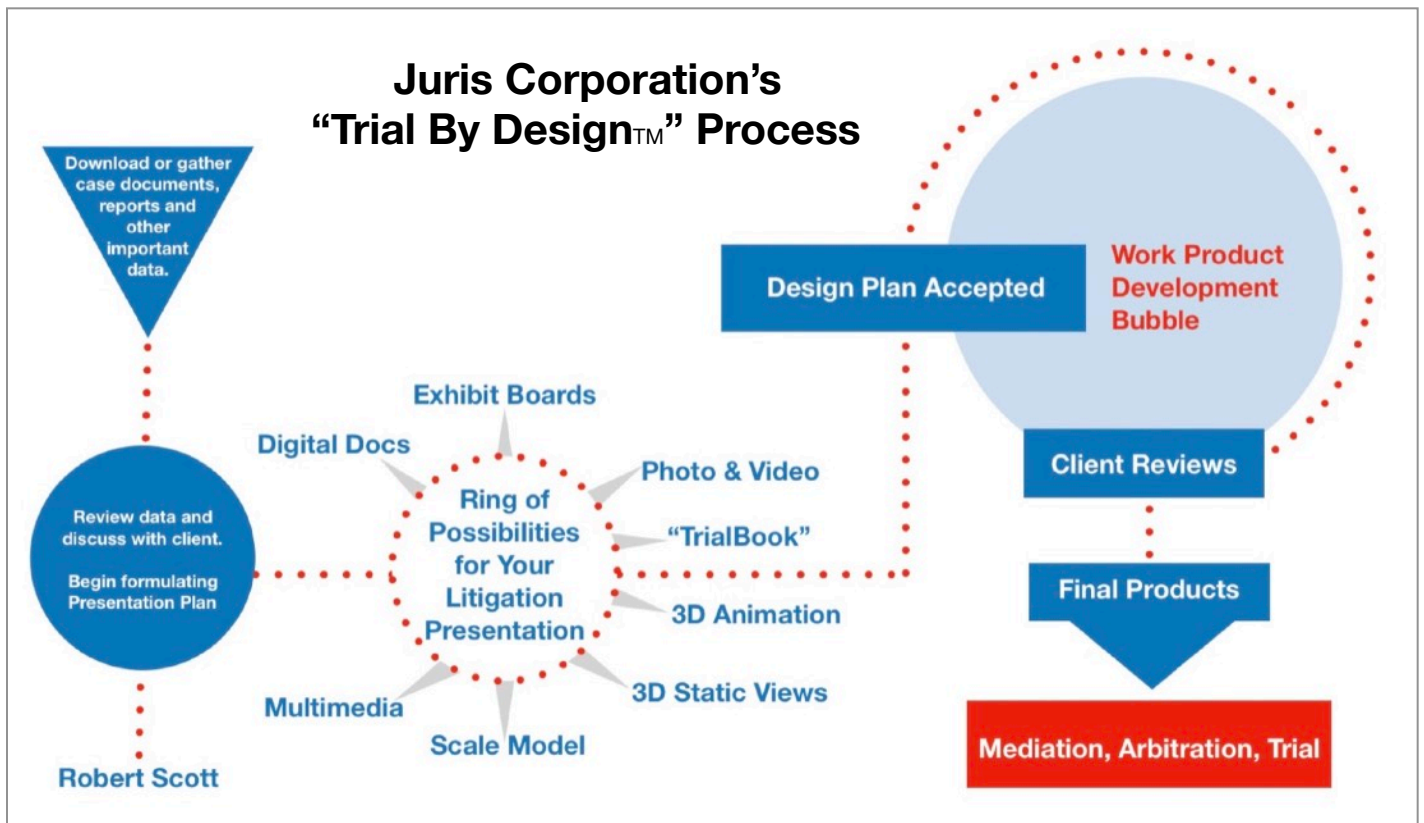 Juris Corporation's
“Trial By Design™” Process
Download or gather
case documents,
reports and
other
important
data.
Review data and
discuss with client.
Begin formulating
Presentation Plan
Robert Scott
Exhibit Boards
Digital Docs
Photo & Video
“TrialBook”
3D Animation
3D Static Views
Scale Model
Multimedia
Ring of
Possibilities
for Your
Litigation
Presentation
Design Plan Accepted
Work Product
Development
Bubble
Client Reviews
Final Products
Mediation, Arbitration, Trial